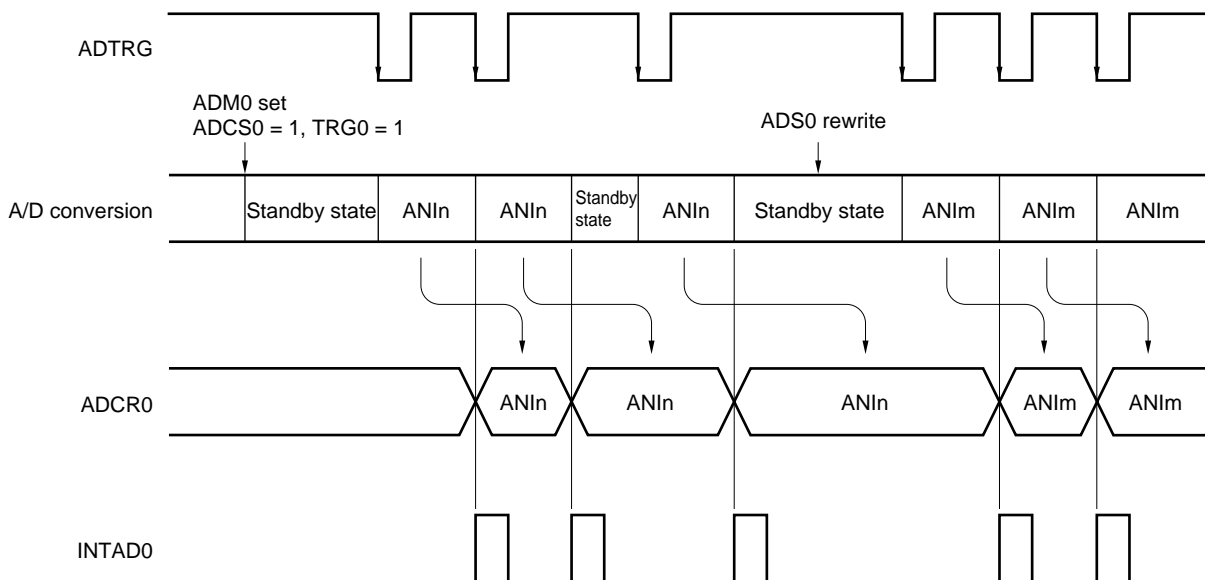 ADTRG
ADM0 set
ADCS0 = 1, TRG0 = 1
ADS0 rewrite
A/D conversion
Standby state
ANIn
ANIn
Standby
state
ANIn
Standby state
ANIm
ANIm
ANIm
ADCR0
ANIn
ANIn
ANIn
ANIm
ANIm
INTAD0